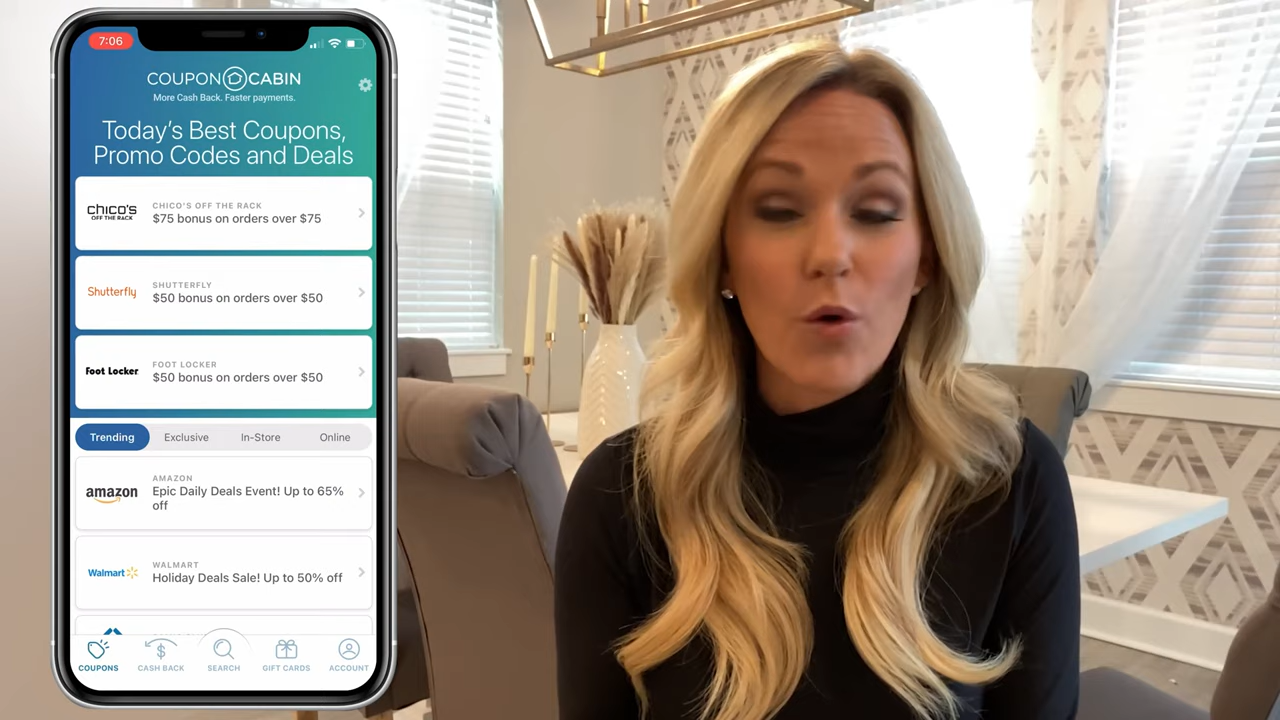 7:06
COUPON CABIN
More Cash Back. Faster payments.
Today's Best Coupons,
Promo Codes and Deals
chico's
OFF THE RACK
CHICO'S OFF THE RACK
$75 bonus on orders over $75
Shutterfly
SHUTTERFLY
$50 bonus on orders over $50
Foot Locker
FOOT LOCKER
$50 bonus on orders over $50
Trending Exclusive In-Store Online
amazon
AMAZON
Epic Daily Deals Event! Up to 65%
off
Walmart
WALMART
Holiday Deals Sale! Up to 50% off
COUPONS CASH BACK SEARCH GIFT CARDS ACCOUNT